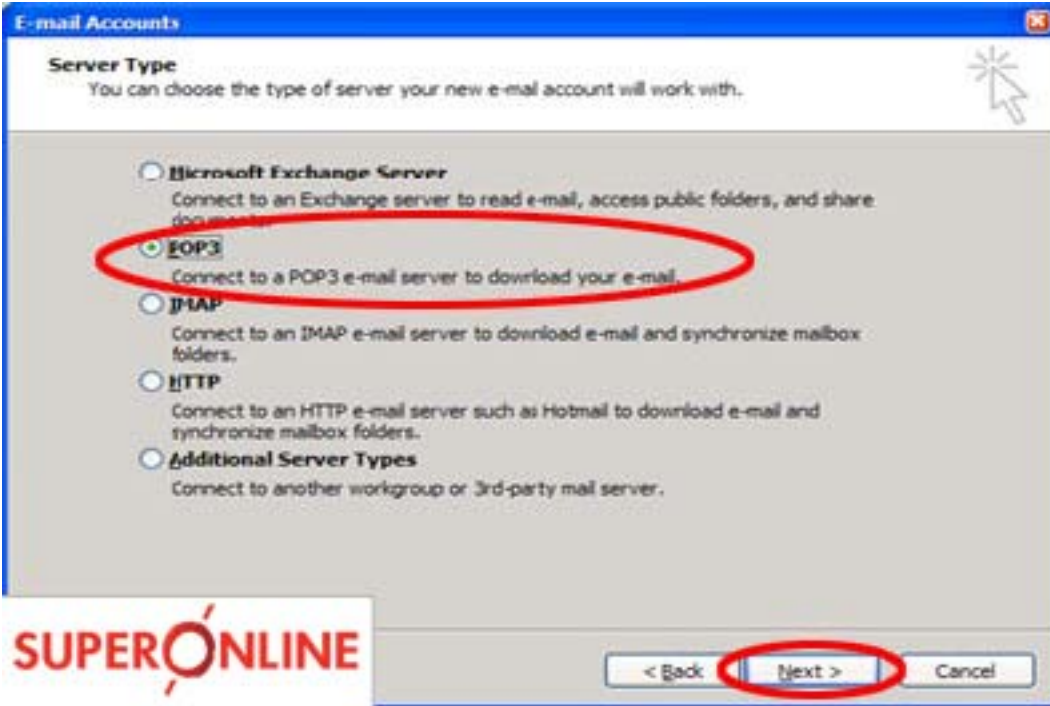 E-mail Accounts
Server Type
You can choose the type of server your new e-mal account will work with.
Microsoft Exchange Server
Connect to an Exchange server to read e-mail, access public folders, and share
documents.
POP3
Connect to a POP3 e-mail server to download your e-mail.
IMAP
Connect to an IMAP e-mail server to download e-mail and synchronize mailbox
folders.
HTTP
Connect to an HTTP e-mail server such as Hotmail to download e-mail and
synchronize mailbox folders.
Additional Server Types
Connect to another workgroup or 3rd-party mail server.
SUPERONLINE
< Back
Next >
Cancel